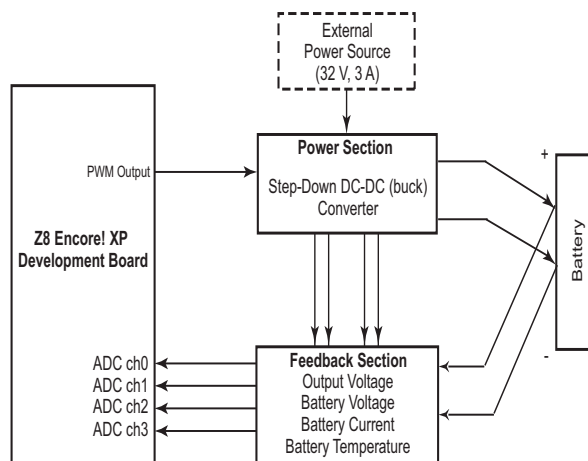 External
Power Source
(32 V, 3 A)
Power Section
Step-Down DC-DC (buck)
Converter
PWM Output
Z8 Encore! XP
Development Board
+
Battery
-
ADC ch0
ADC ch1
ADC ch2
ADC ch3
Feedback Section
Output Voltage
Battery Voltage
Battery Current
Battery Temperature